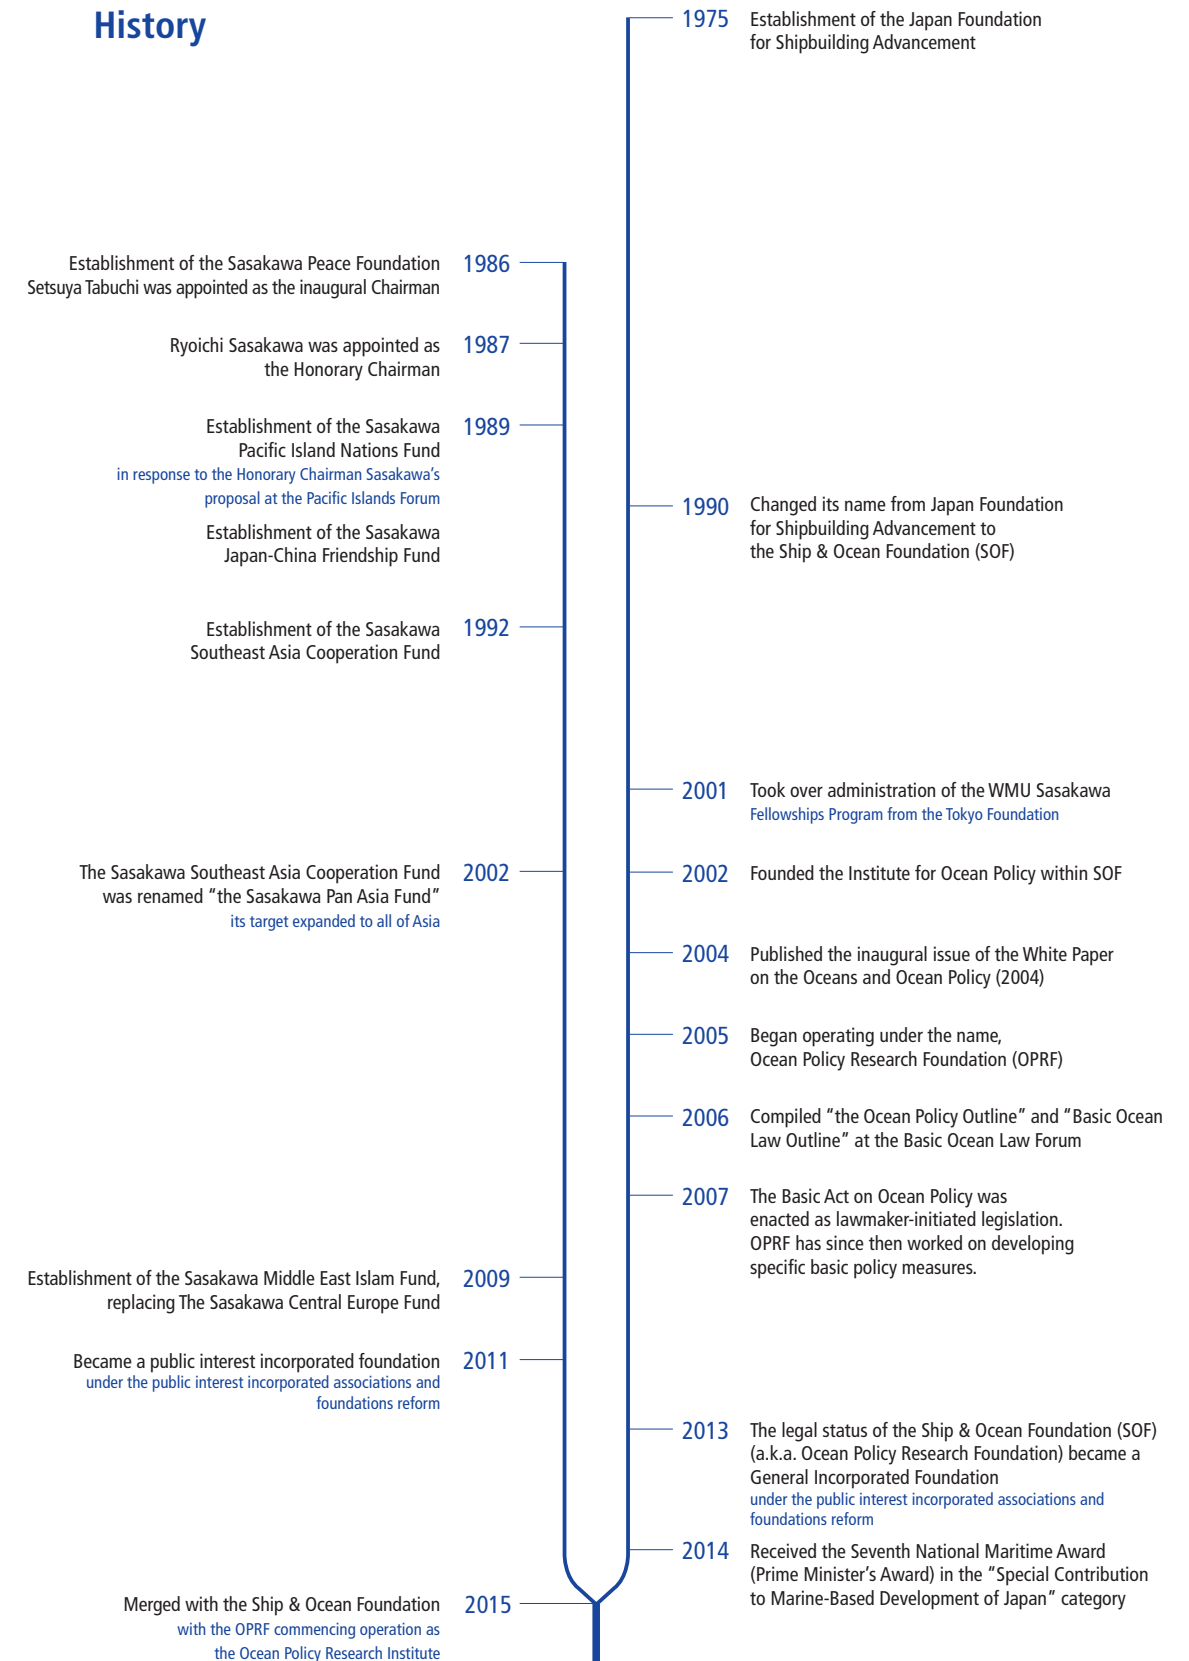 History
1975
Establishment of the Japan Foundation
for Shipbuilding Advancement
Establishment of the Sasakawa Peace Foundation
Setsuya Tabuchi was appointed as the inaugural Chairman
1986
Ryoichi Sasakawa was appointed as
the Honorary Chairman
1987
Establishment of the Sasakawa
Pacific Island Nations Fund
in response to the Honorary Chairman Sasakawa's
proposal at the Pacific Islands Forum
Establishment of the Sasakawa
Japan-China Friendship Fund
1989
1990
Changed its name from Japan Foundation
for Shipbuilding Advancement to
the Ship & Ocean Foundation (SOF)
Establishment of the Sasakawa
Southeast Asia Cooperation Fund
1992
2001
Took over administration of the WMU Sasakawa
Fellowships Program from the Tokyo Foundation
The Sasakawa Southeast Asia Cooperation Fund
was renamed "the Sasakawa Pan Asia Fund"
its target expanded to all of Asia
2002
2002
Founded the Institute for Ocean Policy within SOF
2004
Published the inaugural issue of the White Paper
on the Oceans and Ocean Policy (2004)
2005
Began operating under the name,
Ocean Policy Research Foundation (OPRF)
2006
Compiled "the Ocean Policy Outline" and "Basic Ocean
Law Outline" at the Basic Ocean Law Forum
2007
The Basic Act on Ocean Policy was
enacted as lawmaker-initiated legislation.
OPRF has since then worked on developing
specific basic policy measures.
Establishment of the Sasakawa Middle East Islam Fund,
replacing The Sasakawa Central Europe Fund
2009
Became a public interest incorporated foundation
under the public interest incorporated associations and
foundations reform
2011
2013
The legal status of the Ship & Ocean Foundation (SOF)
(a.k.a. Ocean Policy Research Foundation) became a
General Incorporated Foundation
under the public interest incorporated associations and
foundations reform
2014
Received the Seventh National Maritime Award
(Prime Minister's Award) in the "Special Contribution
to Marine-Based Development of Japan" category
Merged with the Ship & Ocean Foundation
with the OPRF commencing operation as
the Ocean Policy Research Institute
2015